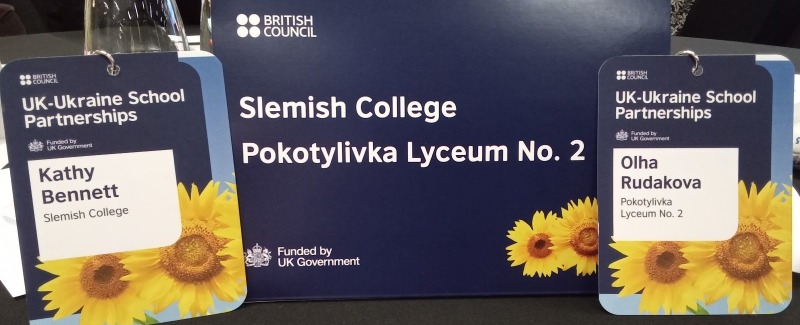 BRITISH
COUNCIL
UK-Ukraine School
Partnerships
Funded by
UK Government
Kathy
Bennett
Slemish College
BRITISH
COUNCIL
Slemish College
Pokotylivka Lyceum No. 2
Funded by
UK Government
BRITISH
COUNCIL
UK-Ukraine School
Partnerships
Funded by
UK Government
Olha
Rudakova
Pokotylivka
Lyceum No. 2